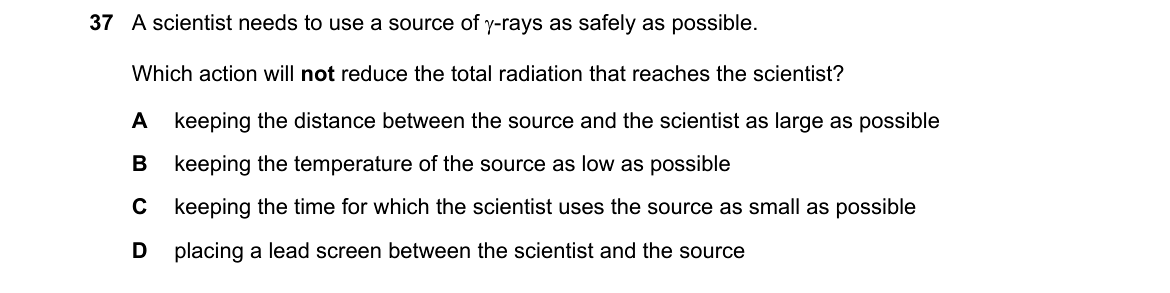 37 A scientist needs to use a source of γ-rays as safely as possible.
Which action will not reduce the total radiation that reaches the scientist?
A keeping the distance between the source and the scientist as large as possible
B keeping the temperature of the source as low as possible
C keeping the time for which the scientist uses the source as small as possible
D placing a lead screen between the scientist and the source